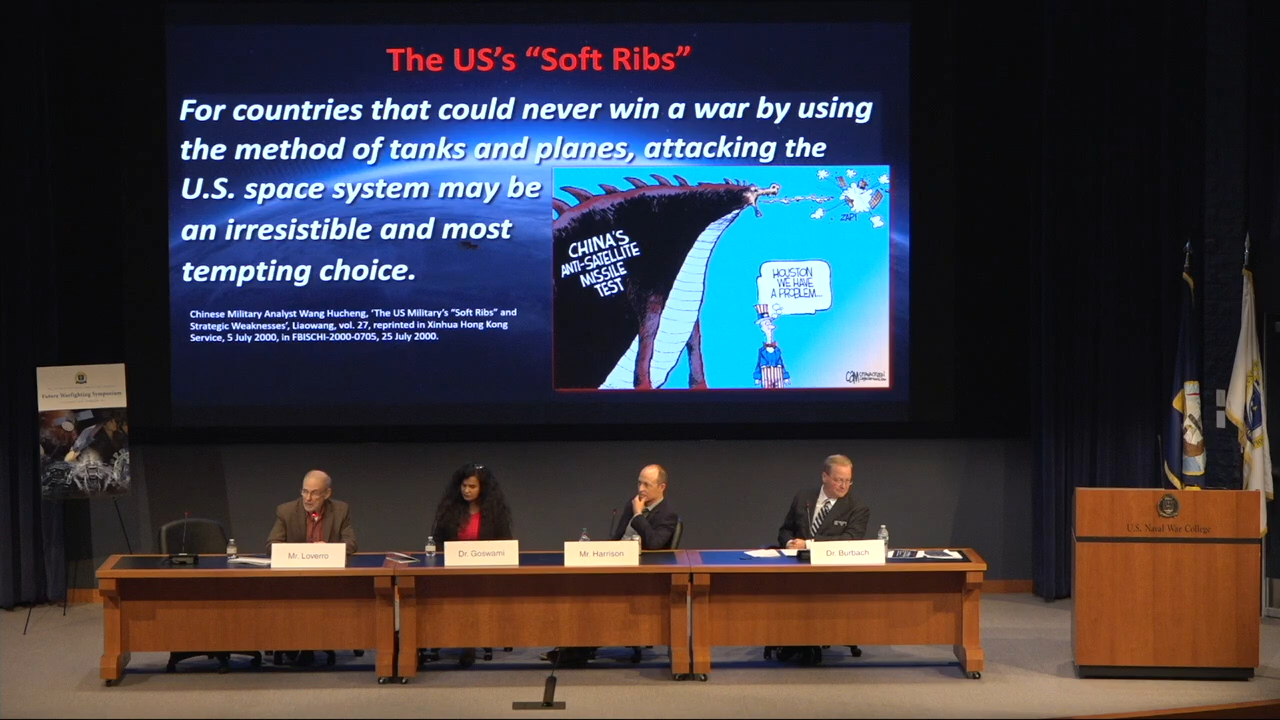 The US's “Soft Ribs”
For countries that could never win a war by using
the method of tanks and planes, attacking the
U.S. space system may be
an irresistible and most
tempting choice.
Chinese Military Analyst Wang Hucheng, 'The US Military's “Soft Ribs” and
Strategic Weaknesses', Liaowang, vol. 27, reprinted in Xinhua Hong Kong
Service, 5 July 2000, in FBISCHI-2000-0705, 25 July 2000.
CHINA'S
ANTI-SATELLITE
MISSILE
TEST
ZAP!
HOUSTON
WE HAVE
A PROBLEM...
CAM
Future Warfighting Symposium
Mr. Loverro
Dr. Goswami
Mr. Harrison
Dr. Burbach
U.S. Naval War College